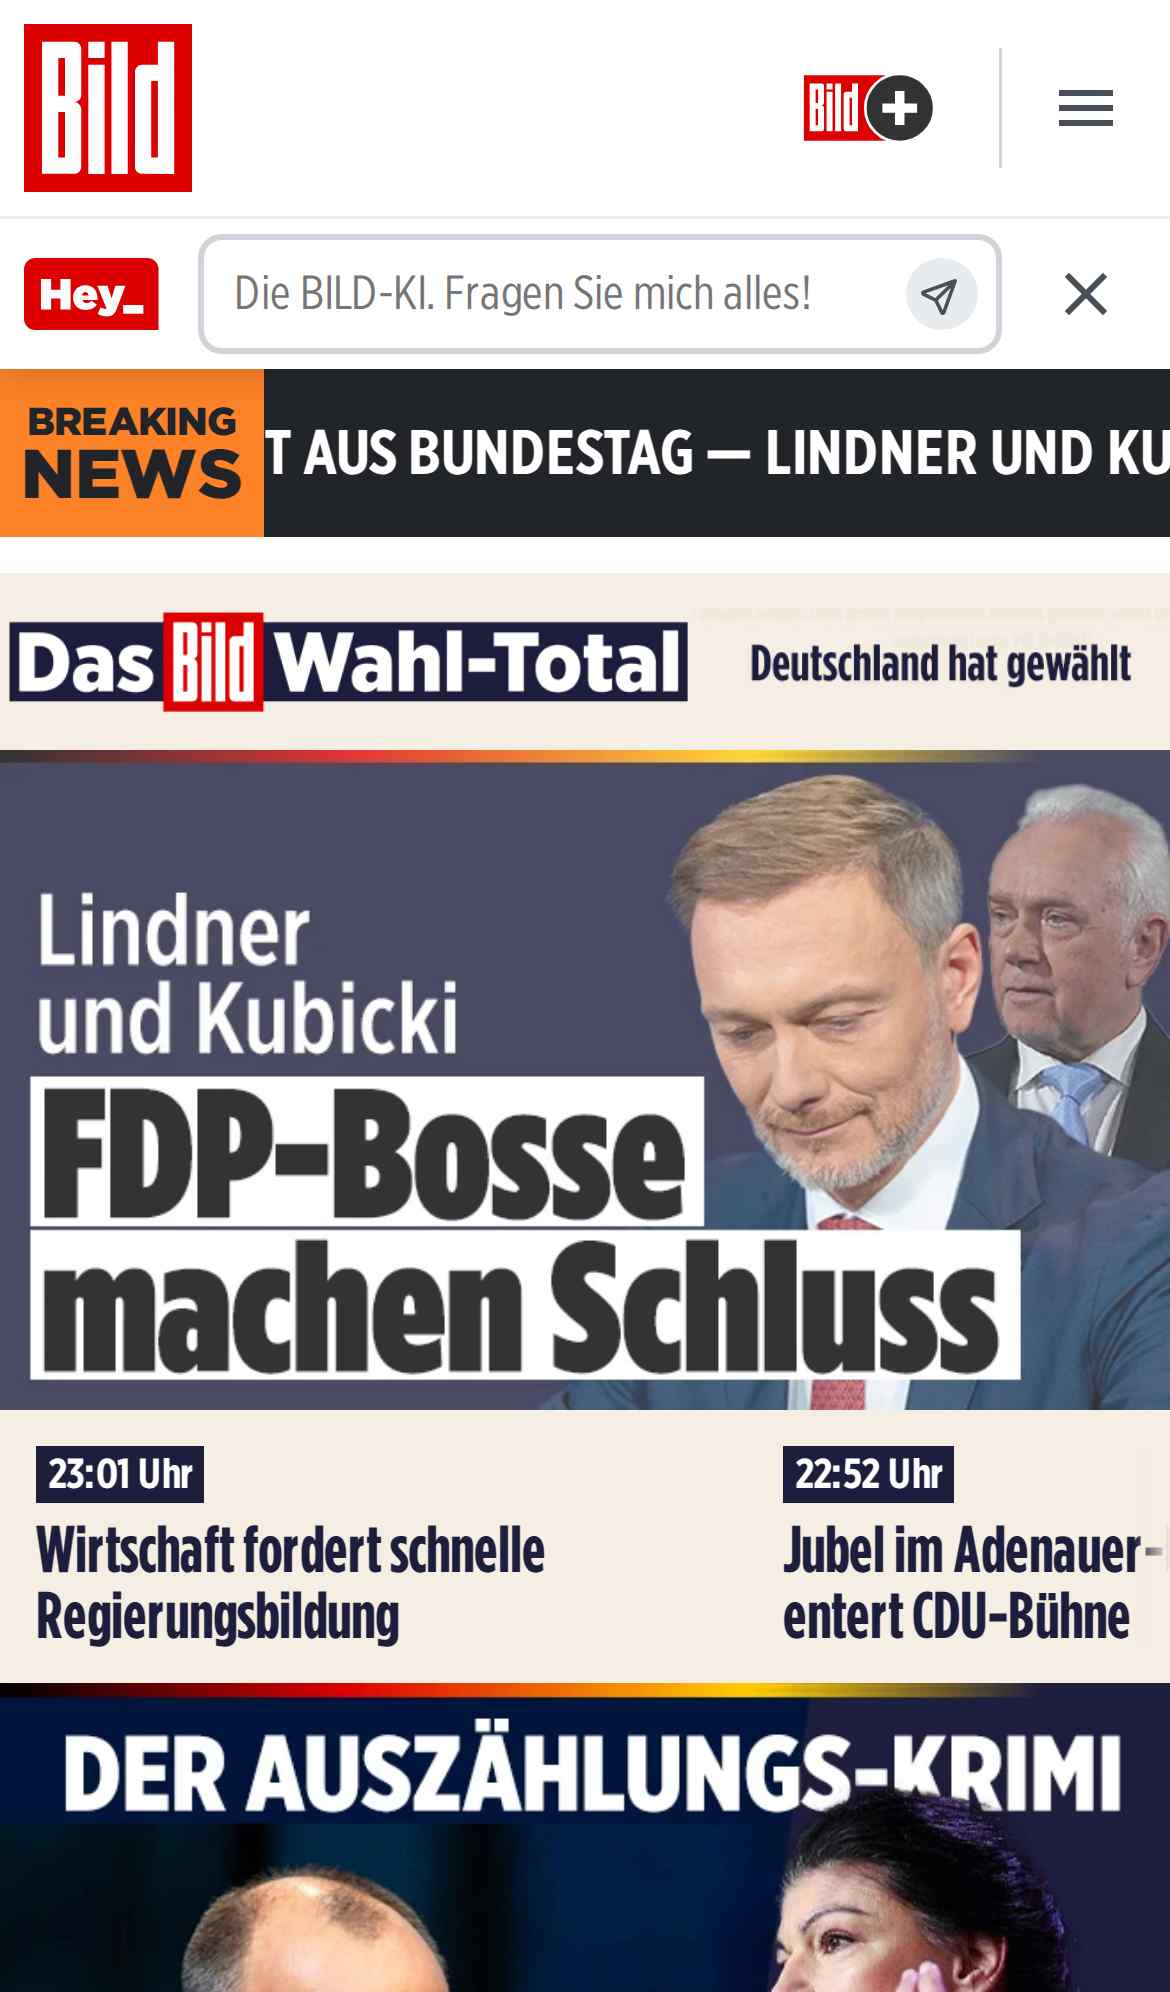 Bild
Bild
Hey_
Die BILD-KI. Fragen Sie mich alles!
BREAKING
NEWS
T AUS BUNDESTAG — LINDNER UND KU
Das Bild Wahl-Total
Deutschland hat gewählt
Lindner
und Kubicki
FDP-Bosse
machen Schluss
23:01 Uhr
Wirtschaft fordert schnelle
Regierungsbildung
22:52 Uhr
Jubel im Adenauer-
entert CDU-Bühne
DER AUSZÄHLUNGS-KRIMI